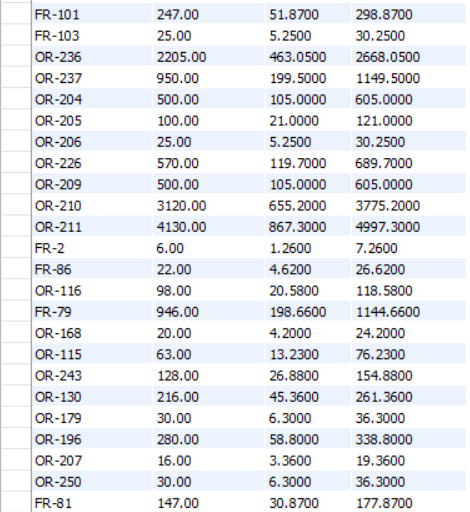 FR-101 247.00 51.8700 298.8700
FR-103 25.00 5.2500 30.2500
OR-236 2205.00 463.0500 2668.0500
OR-237 950.00 199.5000 1149.5000
OR-204 500.00 105.0000 605.0000
OR-205 100.00 21.0000 121.0000
OR-206 25.00 5.2500 30.2500
OR-226 570.00 119.7000 689.7000
OR-209 500.00 105.0000 605.0000
OR-210 3120.00 655.2000 3775.2000
OR-211 4130.00 867.3000 4997.3000
FR-2 6.00 1.2600 7.2600
FR-86 22.00 4.6200 26.6200
OR-116 98.00 20.5800 118.5800
FR-79 946.00 198.6600 1144.6600
OR-168 20.00 4.2000 24.2000
OR-115 63.00 13.2300 76.2300
OR-243 128.00 26.8800 154.8800
OR-130 216.00 45.3600 261.3600
OR-179 30.00 6.3000 36.3000
OR-196 280.00 58.8000 338.8000
OR-207 16.00 3.3600 19.3600
OR-250 30.00 6.3000 36.3000
FR-81 147.00 30.8700 177.8700